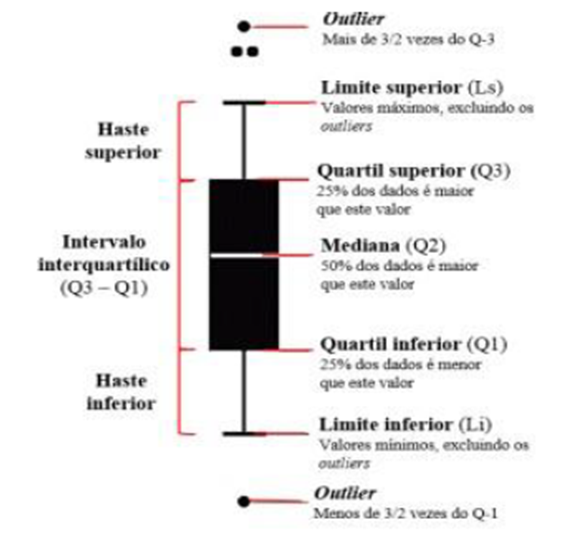 Outlier
Mais de 3/2 vezes do Q-3
Limite superior (Ls)
Valores máximos, excluindo os
outliers
Haste
superior
Quartil superior (Q3)
25% dos dados é maior
que este valor
Intervalo
interquartílico
(Q3 – Q1)
Mediana (Q2)
50% dos dados é maior
que este valor
Quartil inferior (Q1)
25% dos dados é menor
que este valor
Haste
inferior
Limite inferior (Li)
Valores mínimos, excluindo os
outliers
Outlier
Menos de 3/2 vezes do Q-1